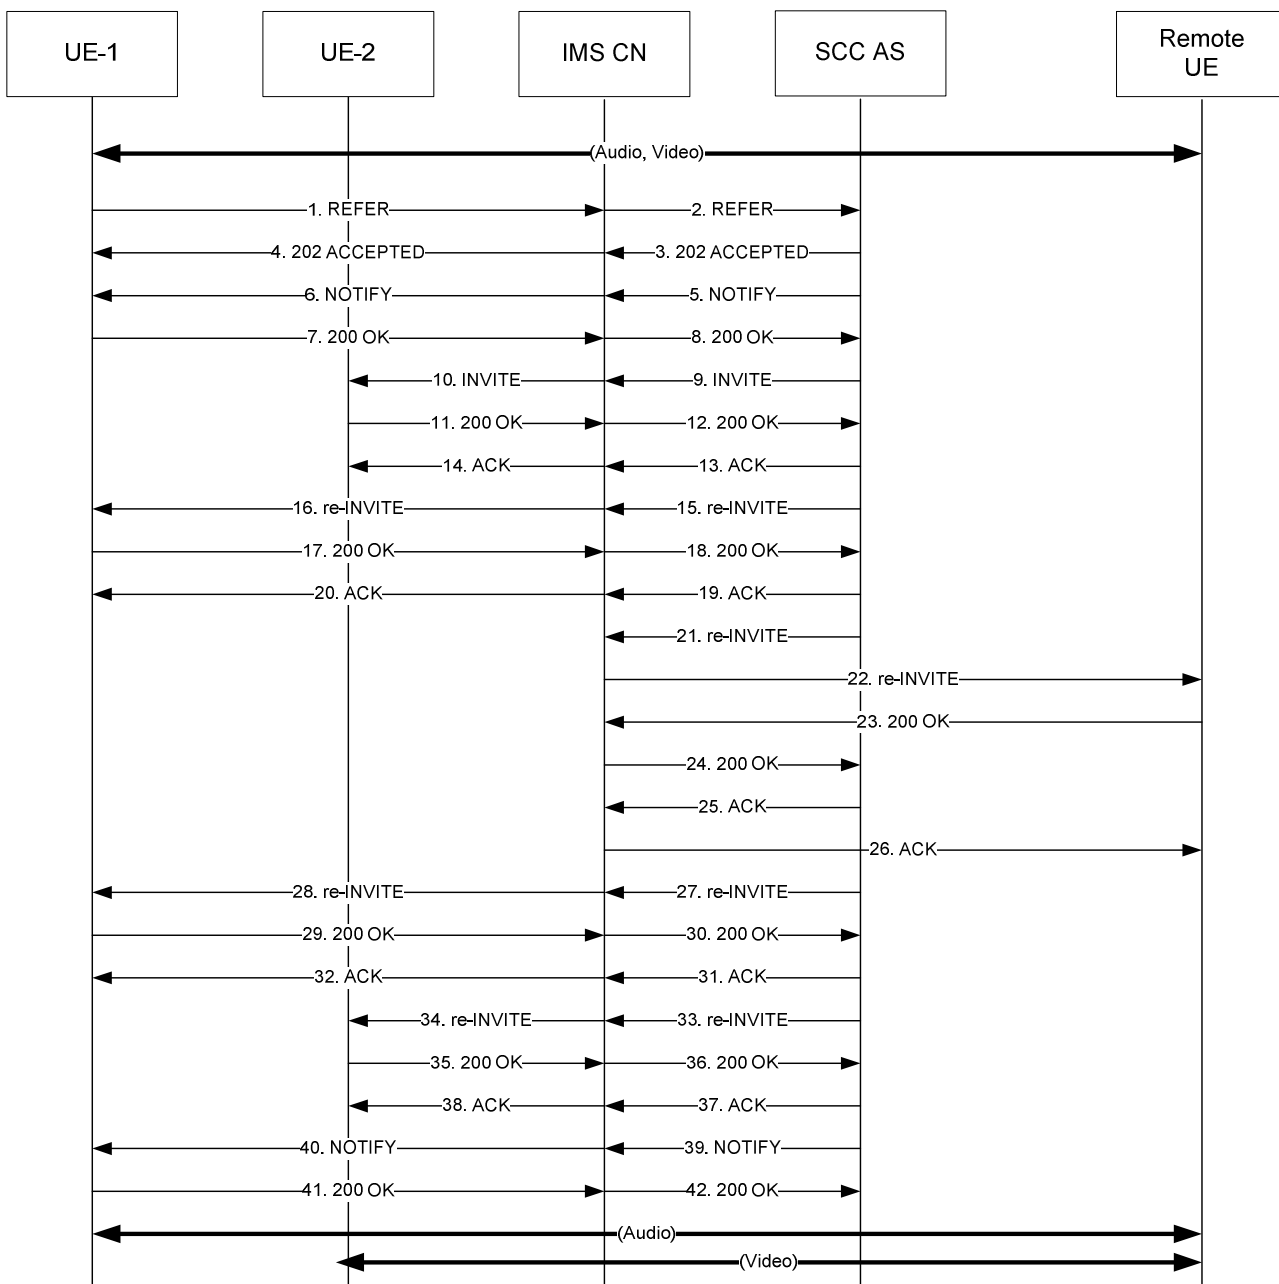 UE-1
UE-2
IMS CN
SCC AS
Remote
UE
(Audio, Video)
1. REFER
2. REFER
4. 202 ACCEPTED
3. 202 ACCEPTED
6. NOTIFY
5. NOTIFY
7. 200 OK
8. 200 OK
10. INVITE
9. INVITE
11. 200 OK
12. 200 OK
14. ACK
13. ACK
16. re-INVITE
15. re-INVITE
17. 200 OK
18. 200 OK
20. ACK
19. ACK
21. re-INVITE
22. re-INVITE
23. 200 OK
24. 200 OK
25. ACK
26. ACK
28. re-INVITE
27. re-INVITE
29. 200 OK
30. 200 OK
32. ACK
31. ACK
34. re-INVITE
33. re-INVITE
35. 200 OK
36. 200 OK
38. ACK
37. ACK
40. NOTIFY
39. NOTIFY
41. 200 OK
42. 200 OK
(Audio)
(Video)